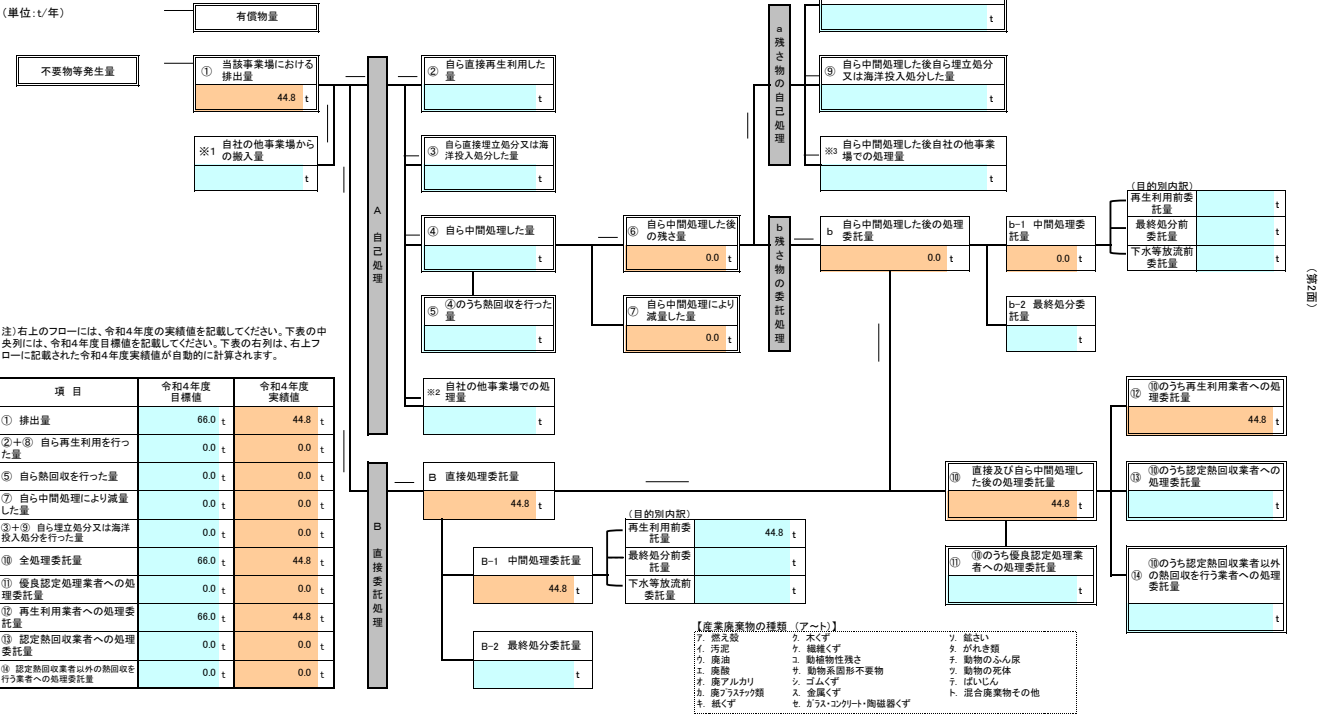 (単位:t/年)
有償物量
不要物等発生量
① 当該事業場における
排出量
44.8 t
※1 自社の他事業場から
の搬入量
t
A 自己処理
② 自ら直接再生利用した
量
t
③ 自ら直接埋立処分又は海
洋投入処分した量
t
④ 自ら中間処理した量
t
⑤ ④のうち熱回収を行った
量
t
※2 自社の他事業場での処
理量
t
⑥ 自ら中間処理した後
の残さ量
0.0 t
⑦ 自ら中間処理により
減量した量
0.0 t
a 残さ物の自己処理
t
⑨ 自ら中間処理した後自ら埋立処分
又は海洋投入処分した量
t
※3 自ら中間処理した後自社の他事業
場での処理量
t
b 残さ物の委託処理
b 自ら中間処理した後の処理
委託量
0.0 t
b-1 中間処理委
託量
0.0 t
(目的別内訳)
再生利用前委
託量
t
最終処分前
委託量
t
下水等放流前
委託量
t
b-2 最終処分委
託量
t
(第2面)
注)右上のフローには、令和4年度の実績値を記載してください。下表の中
央列には、令和4年度目標値を記載してください。下表の右列は、右上フ
ローに記載された令和4年度実績値が自動的に計算されます。
項 目 令和4年度
目標値 令和4年度
実績値
① 排出量 66.0 t 44.8 t
②+⑧ 自ら再生利用を行っ
た量 0.0 t 0.0 t
⑤ 自ら熱回収を行った量 0.0 t 0.0 t
⑦ 自ら中間処理により減量
した量 0.0 t 0.0 t
③+⑨ 自ら埋立処分又は海洋
投入処分を行った量 0.0 t 0.0 t
⑩ 全処理委託量 66.0 t 44.8 t
⑪ 優良認定処理業者への処
理委託量 0.0 t 0.0 t
⑫ 再生利用業者への処理委
託量 66.0 t 44.8 t
⑬ 認定熱回収業者への処理
委託量 0.0 t 0.0 t
⑭ 認定熱回収業者以外の熱回収を
行う業者への処理委託量 0.0 t 0.0 t
B 直接委託処理
B 直接処理委託量
44.8 t
B-1 中間処理委託量
44.8 t
(目的別内訳)
再生利用前委
託量
44.8 t
最終処分前委
託量
t
下水等放流前
委託量
t
B-2 最終処分委託量
t
⑩ 直接及び自ら中間処理し
た後の処理委託量
44.8 t
⑪ ⑩のうち優良認定処理業
者への処理委託量
t
⑫ ⑩のうち再生利用業者への処
理委託量
44.8 t
⑬ ⑩のうち認定熱回収業者への
処理委託量
t
⑭ ⑩のうち認定熱回収業者以外
の熱回収を行う業者への処理
委託量
t
【産業廃棄物の種類 (ア~ト)】
ア. 燃え殻 ク. 木くず ソ. 鉱さい
イ. 汚泥 ケ. 繊維くず タ. がれき類
ウ. 廃油 コ. 動植物性残さ チ. 動物のふん尿
エ. 廃酸 サ. 動物系固形不要物 ツ. 動物の死体
オ. 廃アルカリ シ. ゴムくず テ. ばいじん
カ. 廃プラスチック類 ス. 金属くず ト. 混合廃棄物その他
キ. 紙くず セ. ガラス・コンクリート・陶磁器くず